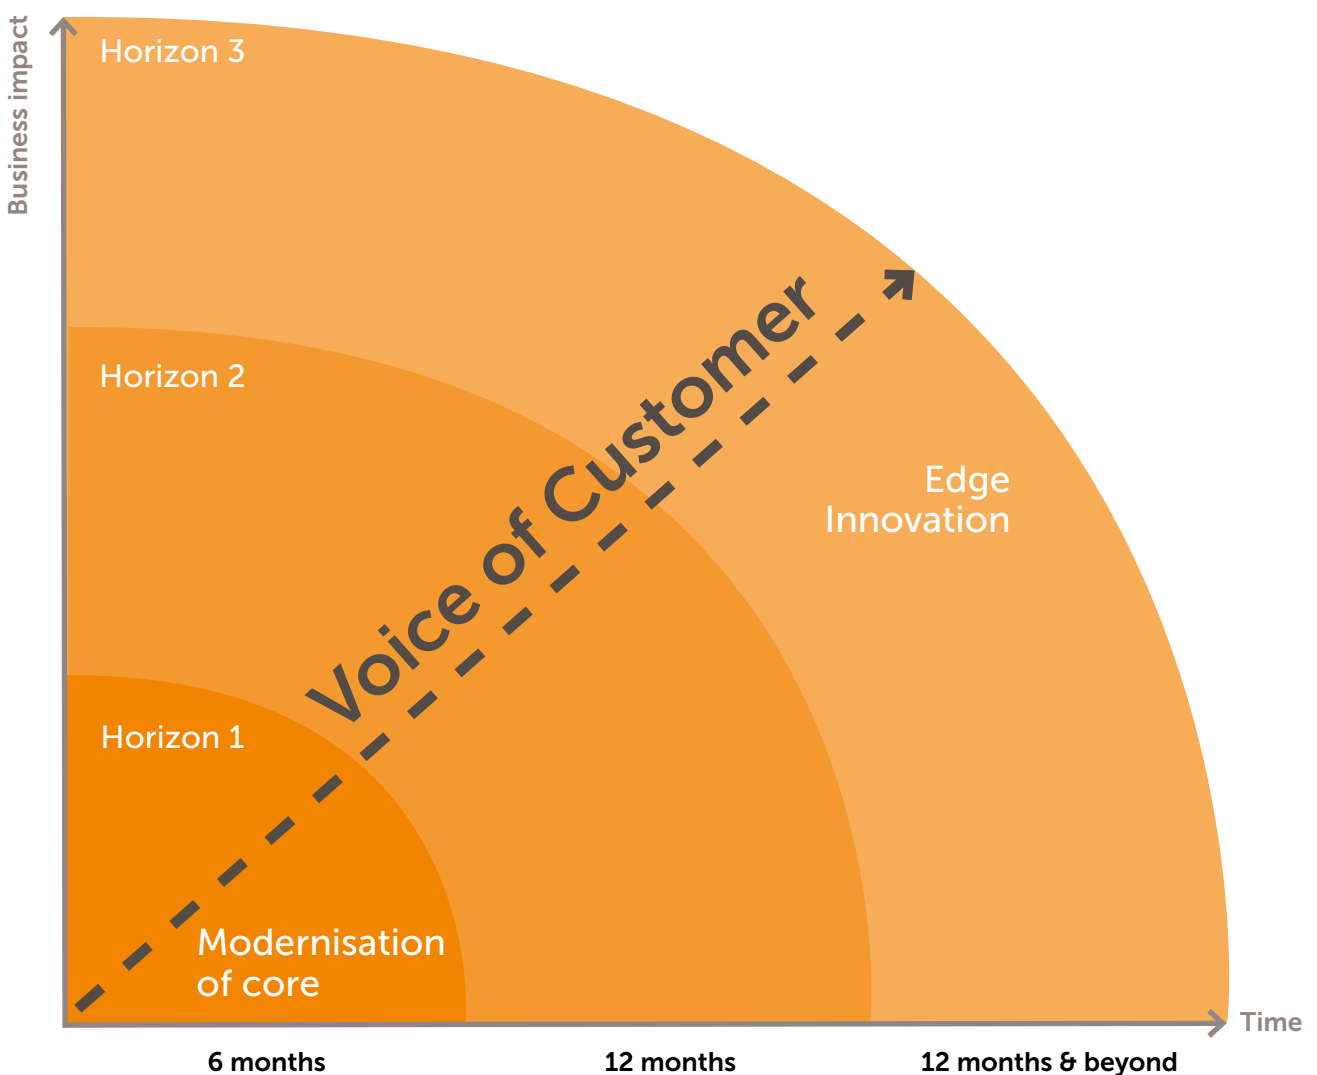 Business impact
Horizon 3
Horizon 2
Voice of Customer
Edge
Innovation
Horizon 1
Modernisation
of core
Time
6 months
12 months
12 months & beyond